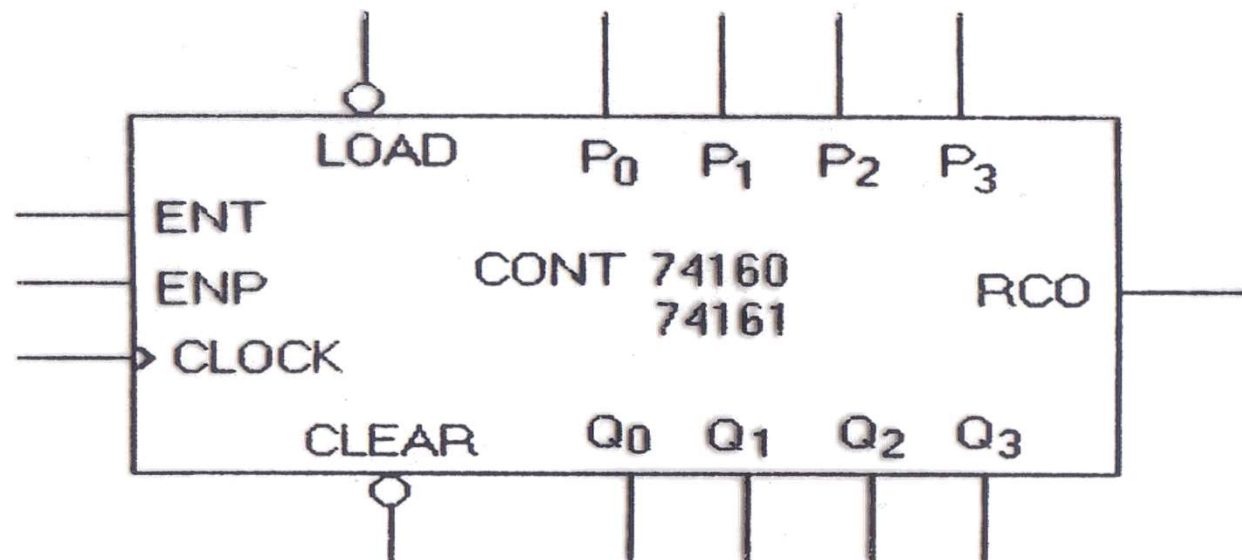 LOAD P0 P1 P2 P3
ENT
CONT 74160
ENP
RCO
74161
CLOCK
CLEAR Q0 Q1 Q2 Q3